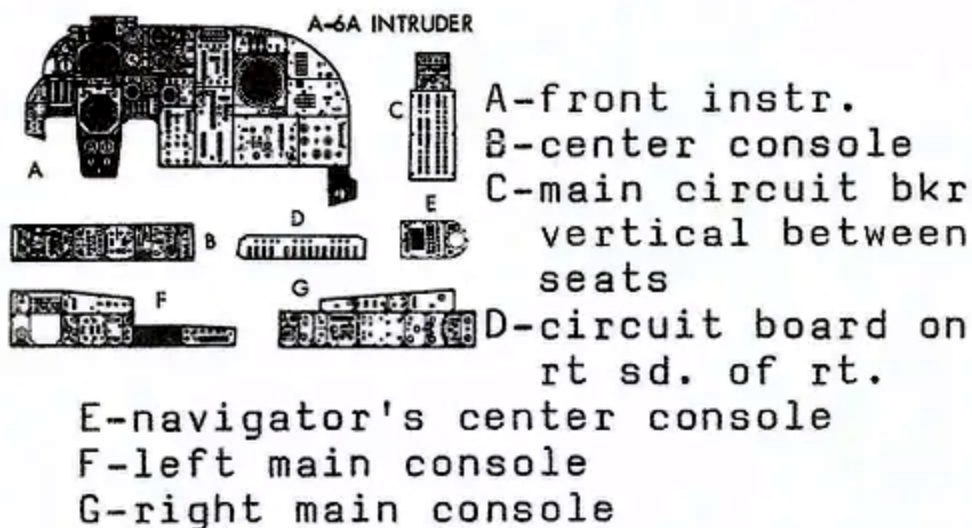 A-6A INTRUDER
A
B
C
D
E
F
G
A-front instr.
B-center console
C-main circuit bkr
vertical between
seats
D-circuit board on
rt sd. of rt.
E-navigator's center console
F-left main console
G-right main console